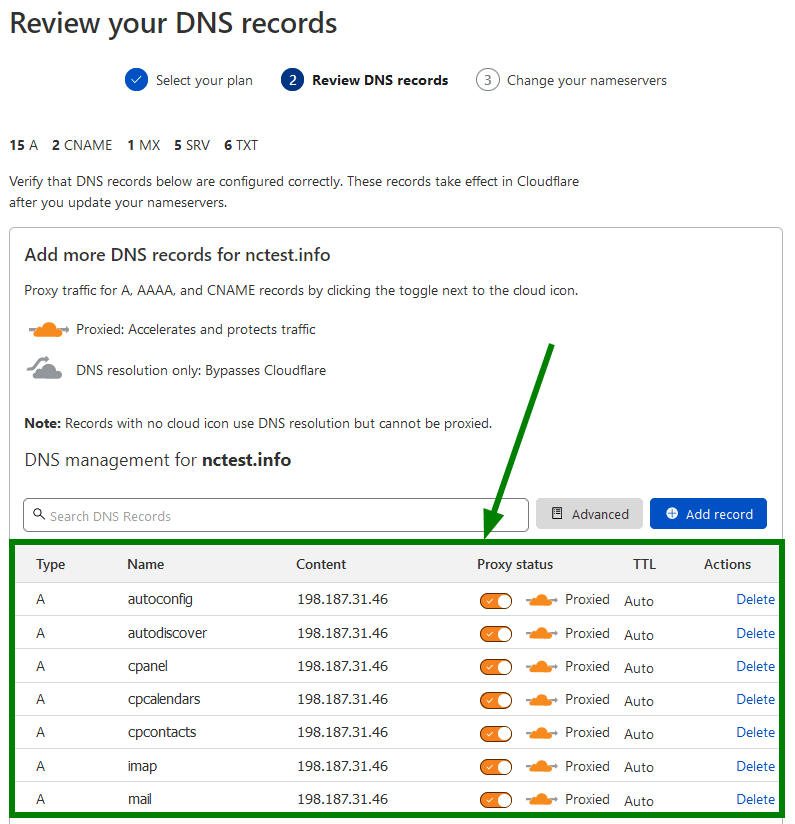 Review your DNS records
Select your plan 2 Review DNS records 3 Change your nameservers
15 A 2 CNAME 1 MX 5 SRV 6 TXT
Verify that DNS records below are configured correctly. These records take effect in Cloudflare
after you update your nameservers.
Add more DNS records for nctest.info
Proxy traffic for A, AAAA, and CNAME records by clicking the toggle next to the cloud icon.
Proxied: Accelerates and protects traffic
DNS resolution only: Bypasses Cloudflare
Note: Records with no cloud icon use DNS resolution but cannot be proxied.
DNS management for nctest.info
Search DNS Records Advanced Add record
Type Name Content Proxy status TTL Actions
A autoconfig 198.187.31.46 Proxied Auto Delete
A autodiscover 198.187.31.46 Proxied Auto Delete
A cpanel 198.187.31.46 Proxied Auto Delete
A cpcalendars 198.187.31.46 Proxied Auto Delete
A cpcontacts 198.187.31.46 Proxied Auto Delete
A imap 198.187.31.46 Proxied Auto Delete
A mail 198.187.31.46 Proxied Auto Delete